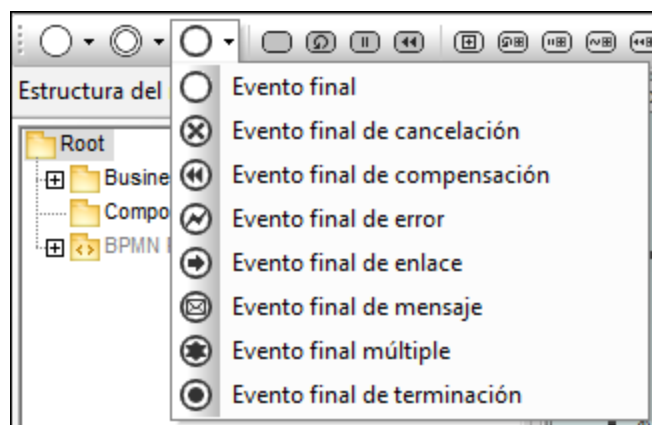 Estructura del
Evento final
Root
Evento final de cancelación
Busine
Evento final de compensación
Compo
Evento final de error
BPMN
Evento final de enlace
Evento final de mensaje
Evento final múltiple
Evento final de terminación